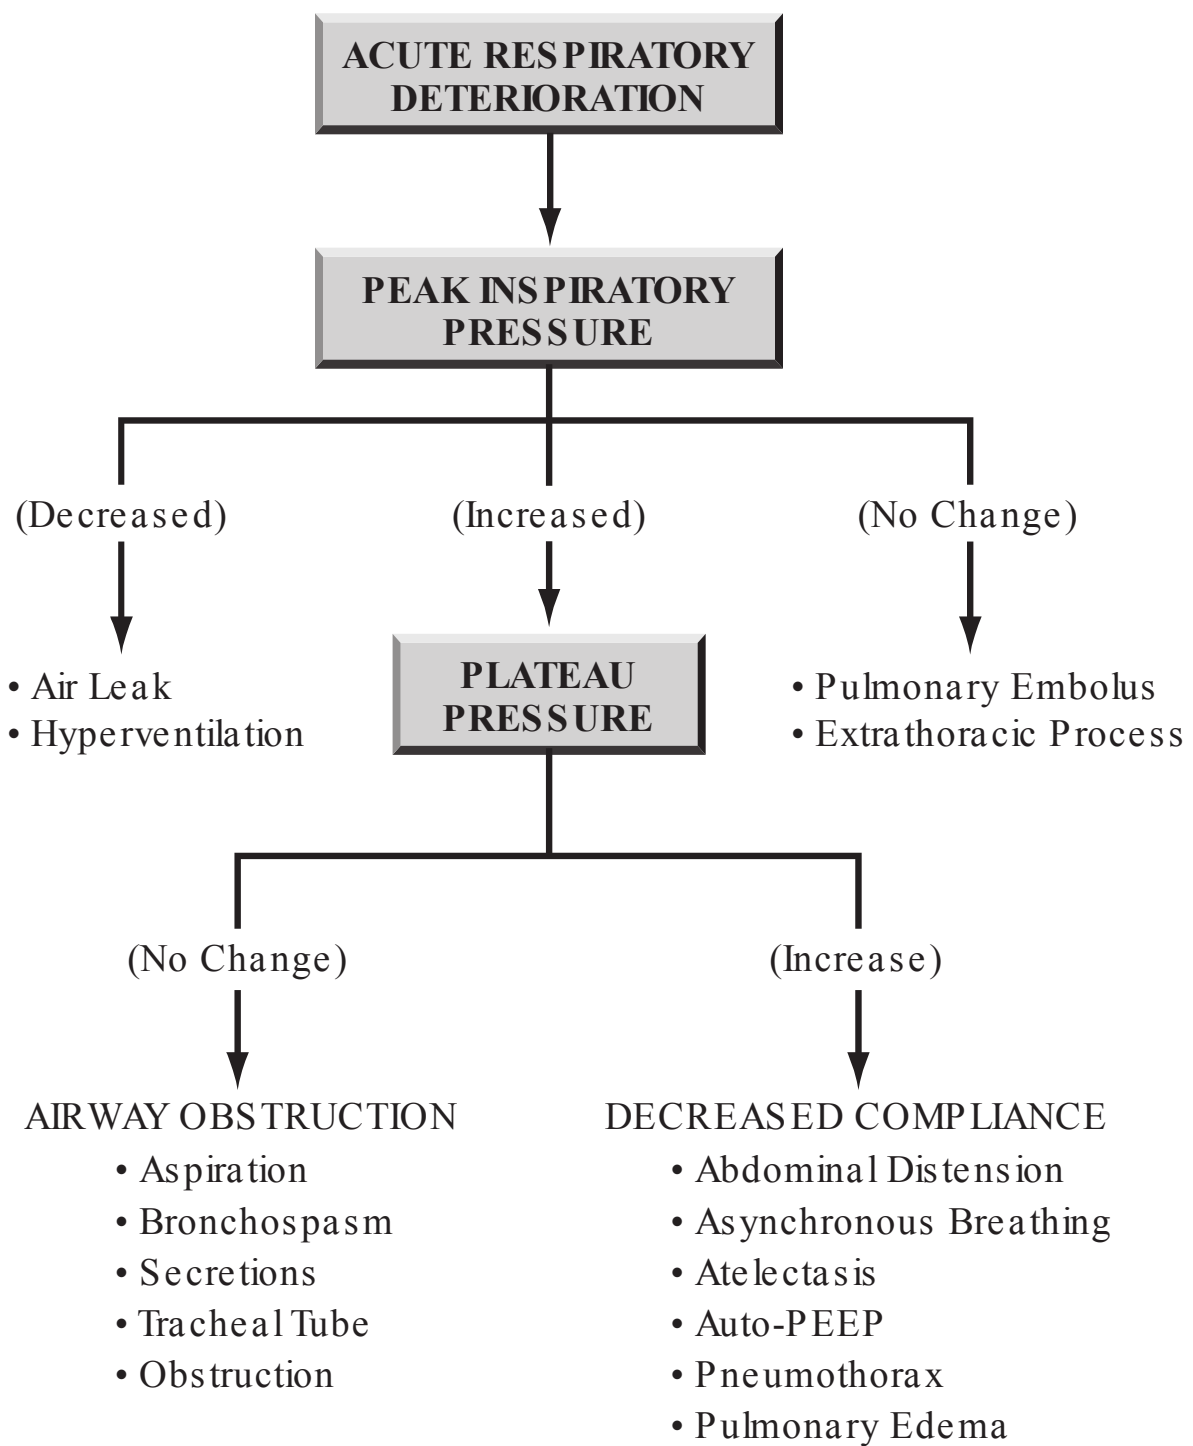 ACUTE RESPIRATORY
DETERIORATION
PEAK INSPIRATORY
PRESSURE
(Decreased)
(Increased)
(No Change)
• Air Leak
• Hyperventilation
PLATEAU
PRESSURE
• Pulmonary Embolus
• Extrathoracic Process
(No Change)
(Increase)
AIRWAY OBSTRUCTION
• Aspiration
• Bronchospasm
• Secretions
• Tracheal Tube
• Obstruction
DECREASED COMPLIANCE
• Abdominal Distension
• Asynchronous Breathing
• Atelectasis
• Auto-PEEP
• Pneumothorax
• Pulmonary Edema